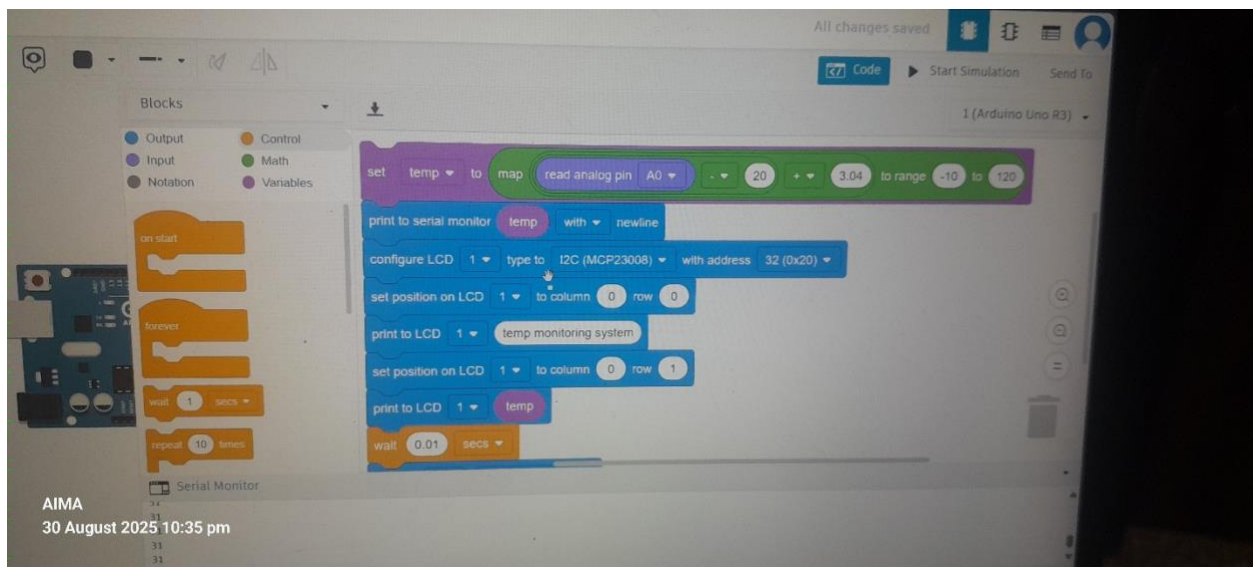 All changes saved
Code
Start Simulation
Send To
Blocks
1 (Arduino Uno R3)
Output
Control
Input
Math
Notation
Variables
set temp to map read analog pin A0 - 20 + 3.04 to range -10 to 120
print to serial monitor temp with newline
on start
configure LCD 1 type to I2C (MCP23008) with address 32 (0x20)
set position on LCD 1 to column 0 row 0
forever
print to LCD 1 temp monitoring system
set position on LCD 1 to column 0 row 1
wait 1 secs
print to LCD 1 temp
repeat 10 times
wait 0.01 secs
Serial Monitor
31
31
31
31
AIMA
30 August 2025 10:35 pm